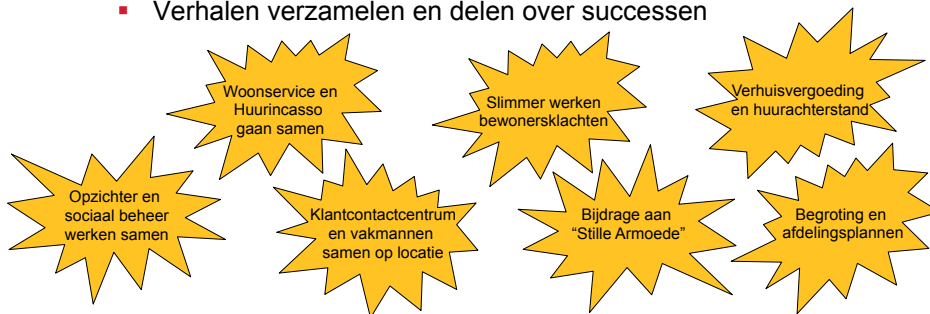 ▪ Verhalen verzamelen en delen over successen
Woonservice en
Huurincasso
gaan samen
Slimmer werken
bewonersklachten
Verhuisvergoeding
en huurachterstand
Opzichter en
sociaal beheer
werken samen
Klantcontactcentrum
en vakmannen
samen op locatie
Bijdrage aan
“Stille Armoede”
Begroting en
afdelingsplannen